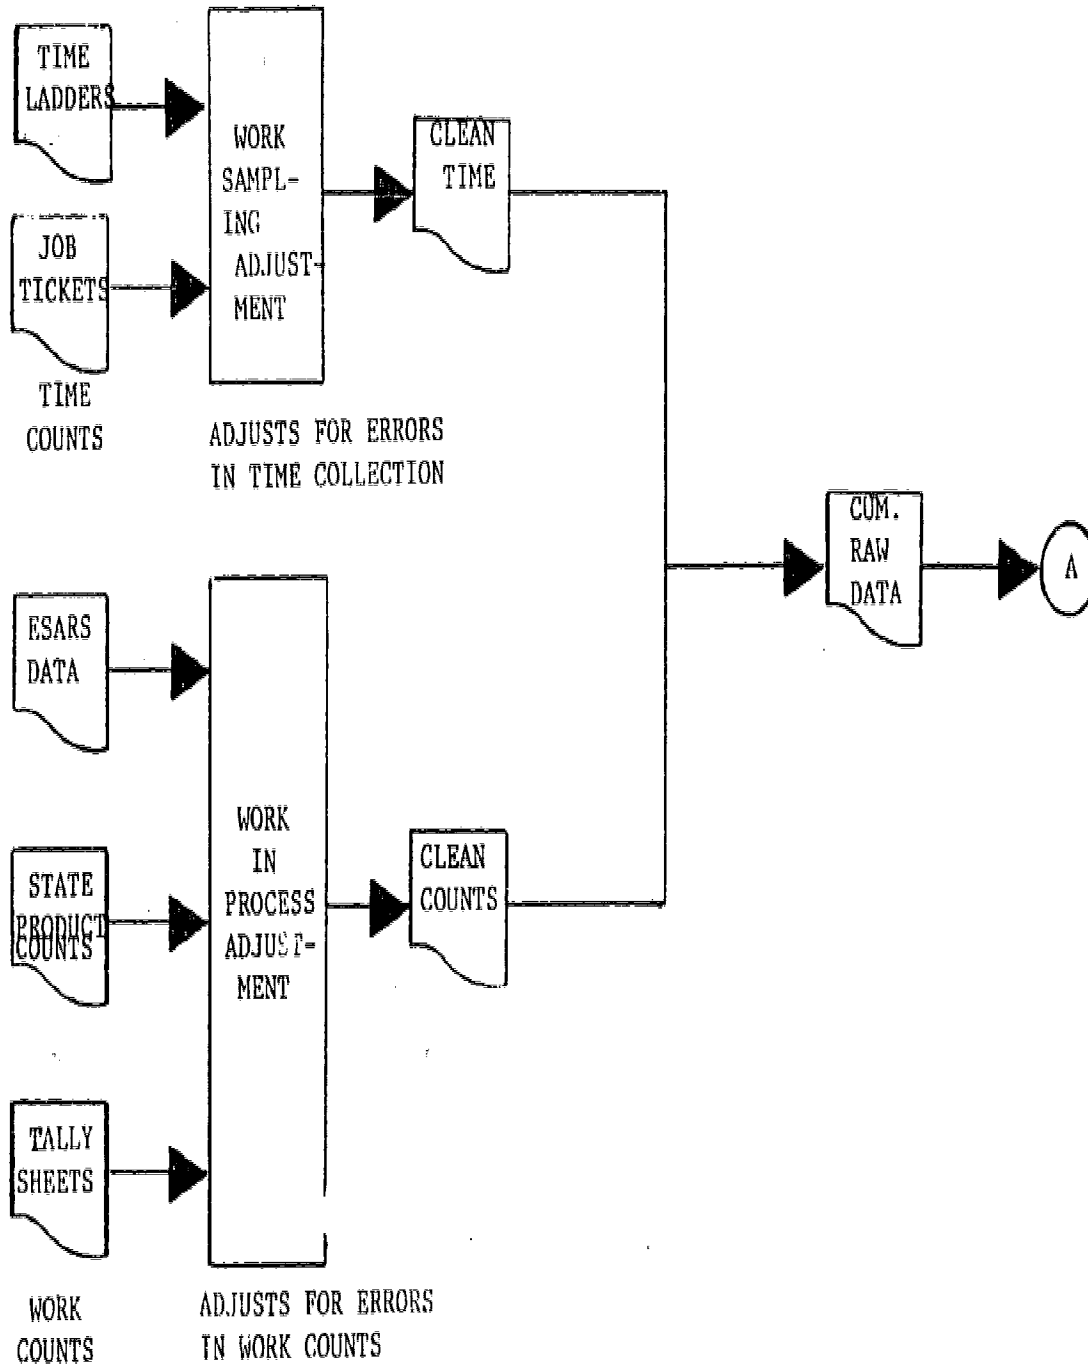 TIME
LADDERS
JOB
TICKETS
TIME
COUNTS
WORK
SAMPL-
ING
ADJUST-
MENT
ADJUSTS FOR ERRORS
IN TIME COLLECTION
CLEAN
TIME
ESARS
DATA
STATE
PRODUCT
COUNTS
TALLY
SHEETS
WORK
COUNTS
WORK
IN
PROCESS
ADJUST-
MENT
ADJUSTS FOR ERRORS
IN WORK COUNTS
CLEAN
COUNTS
CUM.
RAW
DATA
A